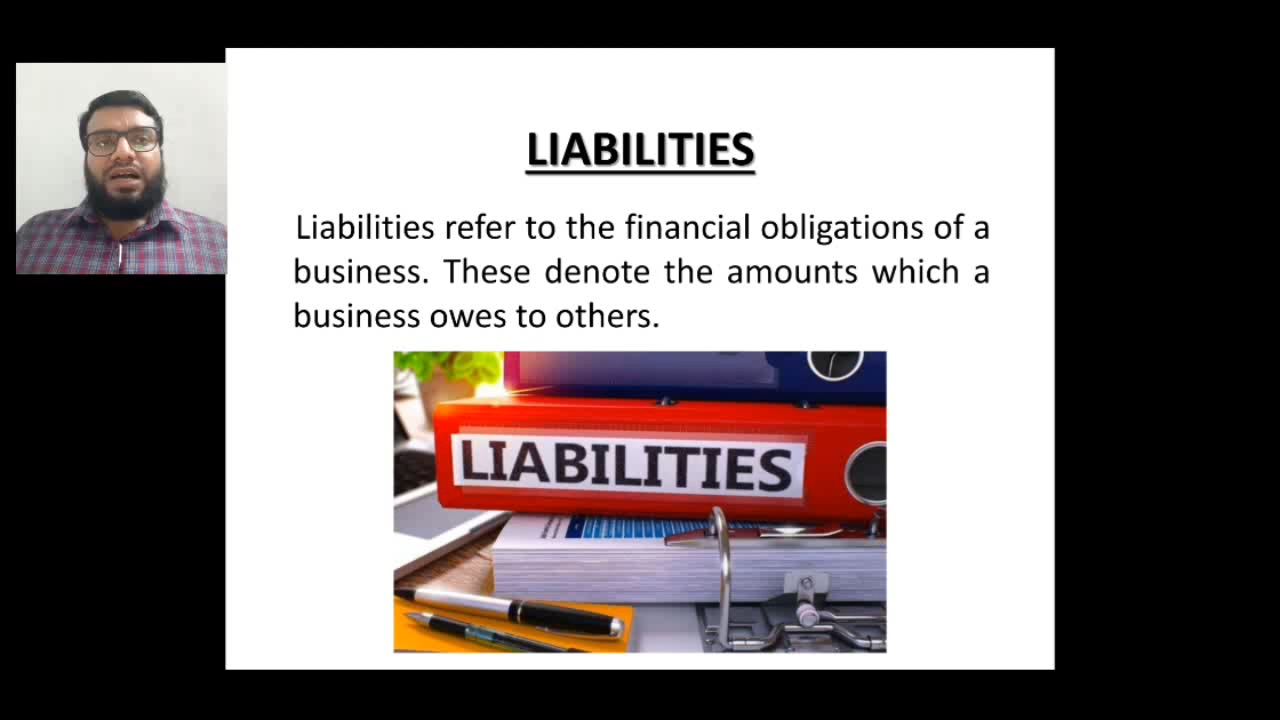 LIABILITIES
Liabilities refer to the financial obligations of a
business. These denote the amounts which a
business owes to others.
LIABILITIES